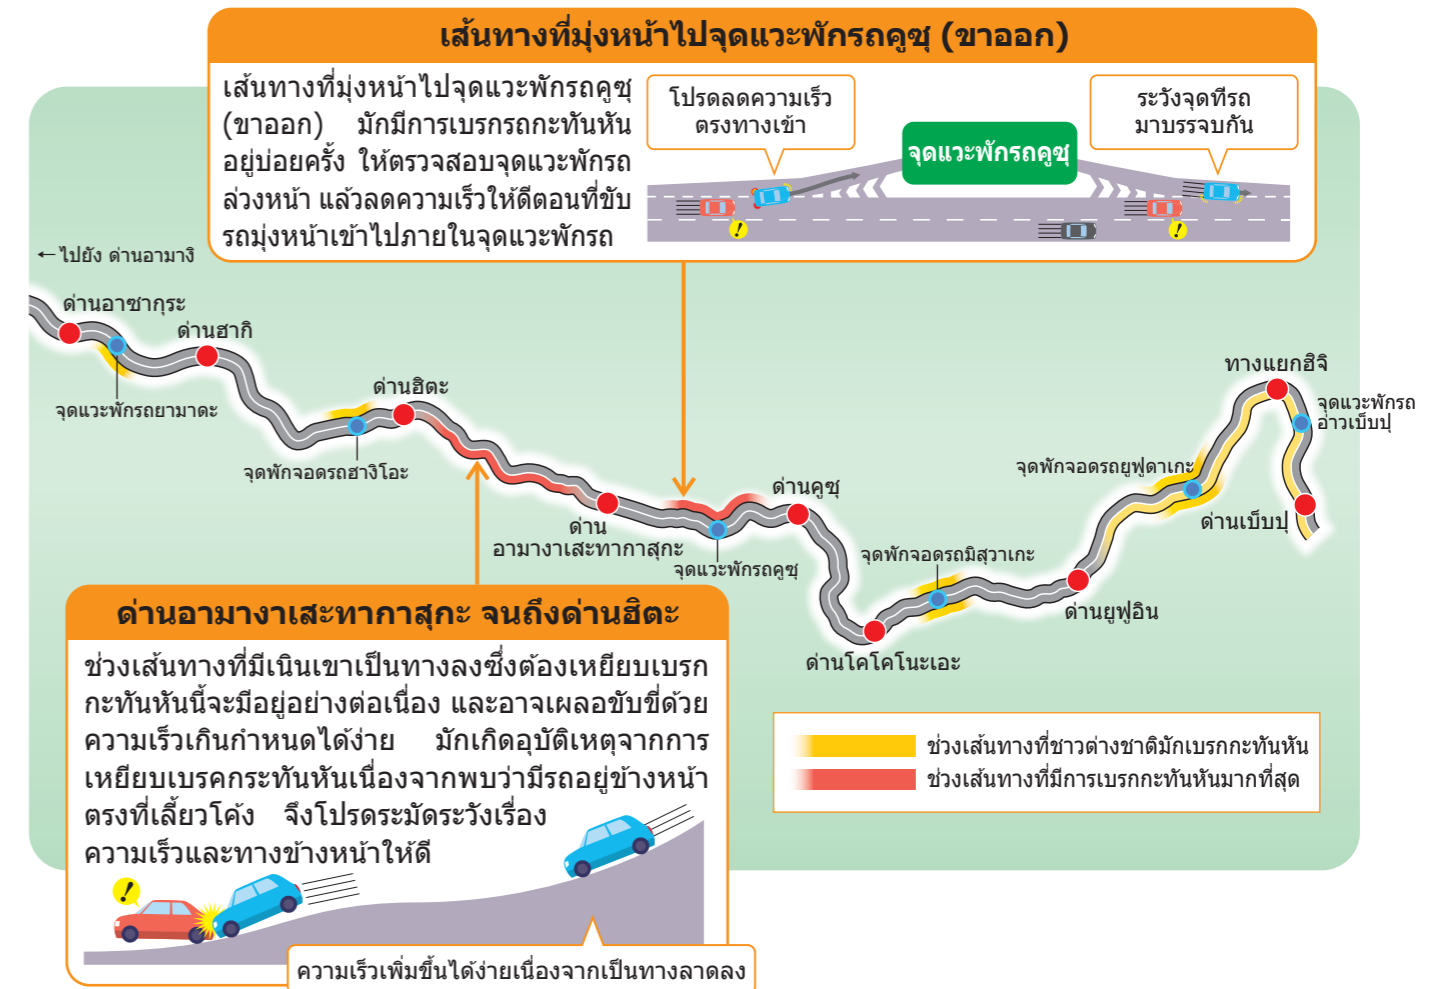 เส้นทางที่มุ่งหน้าไปจุดแวะพักรถคูซุ (ขาออก)
เส้นทางที่มุ่งหน้าไปจุดแวะพักรถคูซุ
(ขาออก) มักมีการเบรกรถกะทันหัน
อยู่บ่อยครั้ง ให้ตรวจสอบจุดแวะพักรถ
ล่วงหน้า แล้วลดความเร็วให้ดีตอนที่ขับ
รถมุ่งหน้าเข้าไปภายในจุดแวะพักรถ
โปรดลดความเร็ว
ตรงทางเข้า
จุดแวะพักรถคูซุ
ระวังจุดที่รถ
มาบรรจบกัน
!
!
←ไปยัง ด่านอามางิ
ด่านอาซากุระ
ด่านฮากิ
จุดแวะพักรถยามาดะ
ด่านฮิตะ
จุดพักจอดรถฮางิโอะ
ด่าน
อามางาเสะทากาสุกะ
จุดแวะพักรถคูซุ
ด่านคูซุ
ด่านโคโคโนะเอะ
จุดพักจอดรถมิสุวาเกะ
ด่านยูฟูอิน
จุดพักจอดรถยูฟูดาเกะ
ทางแยกฮิจิ
จุดแวะพักรถ
อ่าวเบ็บปุ
ด่านเบ็บปุ
ด่านอามางาเสะทากาสุกะ จนถึงด่านฮิตะ
ช่วงเส้นทางที่มีเนินเขาเป็นทางลงซึ่งต้องเหยียบเบรก
กะทันหันนี้จะมีอยู่อย่างต่อเนื่อง และอาจเผลอขับขี่ด้วย
ความเร็วเกินกำหนดได้ง่าย มักเกิดอุบัติเหตุจากการ
เหยียบเบรคกระทันหันเนื่องจากพบว่ามีรถอยู่ข้างหน้า
ตรงที่เลี้ยวโค้ง จึงโปรดระมัดระวังเรื่อง
ความเร็วและทางข้างหน้าให้ดี
!
ความเร็วเพิ่มขึ้นได้ง่ายเนื่องจากเป็นทางลาดลง
ช่วงเส้นทางที่ชาวต่างชาติมักเบรกกะทันหัน
ช่วงเส้นทางที่มีการเบรกกะทันหันมากที่สุด